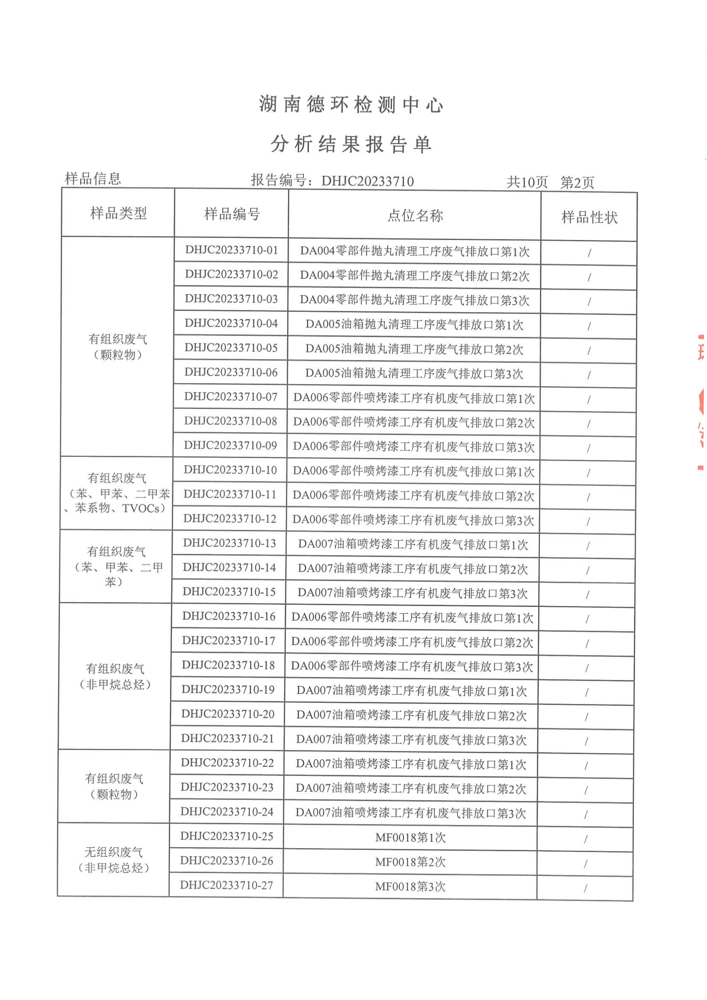 湖南德环检测中心
分析结果报告单
样品信息 报告编号：DHJC20233710 共10页 第2页
样品类型 样品编号 点位名称 样品性状
有组织废气
（颗粒物）
DHJC20233710-01 DA004零部件抛丸清理工序废气排放口第1次 /
DHJC20233710-02 DA004零部件抛丸清理工序废气排放口第2次 /
DHJC20233710-03 DA004零部件抛丸清理工序废气排放口第3次 /
DHJC20233710-04 DA005油箱抛丸清理工序废气排放口第1次 /
DHJC20233710-05 DA005油箱抛丸清理工序废气排放口第2次 /
DHJC20233710-06 DA005油箱抛丸清理工序废气排放口第3次 /
DHJC20233710-07 DA006零部件喷烤漆工序有机废气排放口第1次 /
DHJC20233710-08 DA006零部件喷烤漆工序有机废气排放口第2次 /
DHJC20233710-09 DA006零部件喷烤漆工序有机废气排放口第3次 /
有组织废气
（苯、甲苯、二甲苯
、苯系物、TVOCs）
DHJC20233710-10 DA006零部件喷烤漆工序有机废气排放口第1次 /
DHJC20233710-11 DA006零部件喷烤漆工序有机废气排放口第2次 /
DHJC20233710-12 DA006零部件喷烤漆工序有机废气排放口第3次 /
有组织废气
（苯、甲苯、二甲
苯）
DHJC20233710-13 DA007油箱喷烤漆工序有机废气排放口第1次 /
DHJC20233710-14 DA007油箱喷烤漆工序有机废气排放口第2次 /
DHJC20233710-15 DA007油箱喷烤漆工序有机废气排放口第3次 /
有组织废气
（非甲烷总烃）
DHJC20233710-16 DA006零部件喷烤漆工序有机废气排放口第1次 /
DHJC20233710-17 DA006零部件喷烤漆工序有机废气排放口第2次 /
DHJC20233710-18 DA006零部件喷烤漆工序有机废气排放口第3次 /
DHJC20233710-19 DA007油箱喷烤漆工序有机废气排放口第1次 /
DHJC20233710-20 DA007油箱喷烤漆工序有机废气排放口第2次 /
DHJC20233710-21 DA007油箱喷烤漆工序有机废气排放口第3次 /
有组织废气
（颗粒物）
DHJC20233710-22 DA007油箱喷烤漆工序有机废气排放口第1次 /
DHJC20233710-23 DA007油箱喷烤漆工序有机废气排放口第2次 /
DHJC20233710-24 DA007油箱喷烤漆工序有机废气排放口第3次 /
无组织废气
（非甲烷总烃）
DHJC20233710-25 MF0018第1次 /
DHJC20233710-26 MF0018第2次 /
DHJC20233710-27 MF0018第3次 /